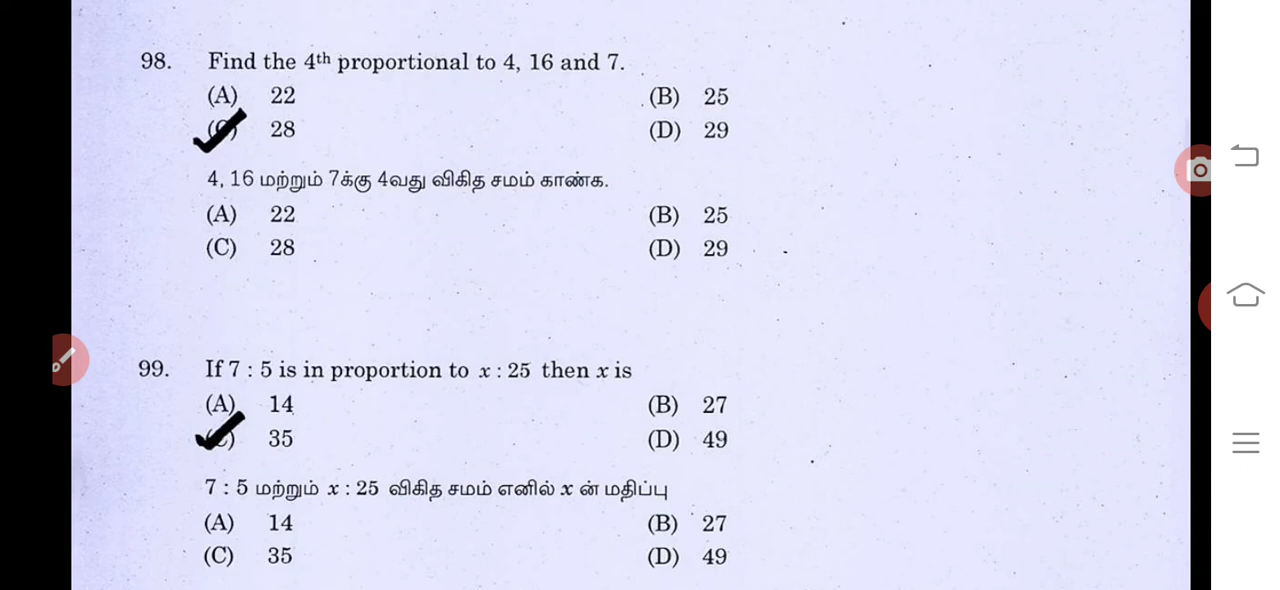 98. Find the 4th proportional to 4, 16 and 7.
(A) 22 (B) 25
(C) 28 (D) 29
4, 16 மற்றும் 7க்கு 4வது விகித சமம் காண்க.
(A) 22 (B) 25
(C) 28 (D) 29
99. If 7 : 5 is in proportion to x : 25 then x is
(A) 14 (B) 27
(C) 35 (D) 49
7 : 5 மற்றும் x : 25 விகித சமம் எனில் x ன் மதிப்பு
(A) 14 (B) 27
(C) 35 (D) 49